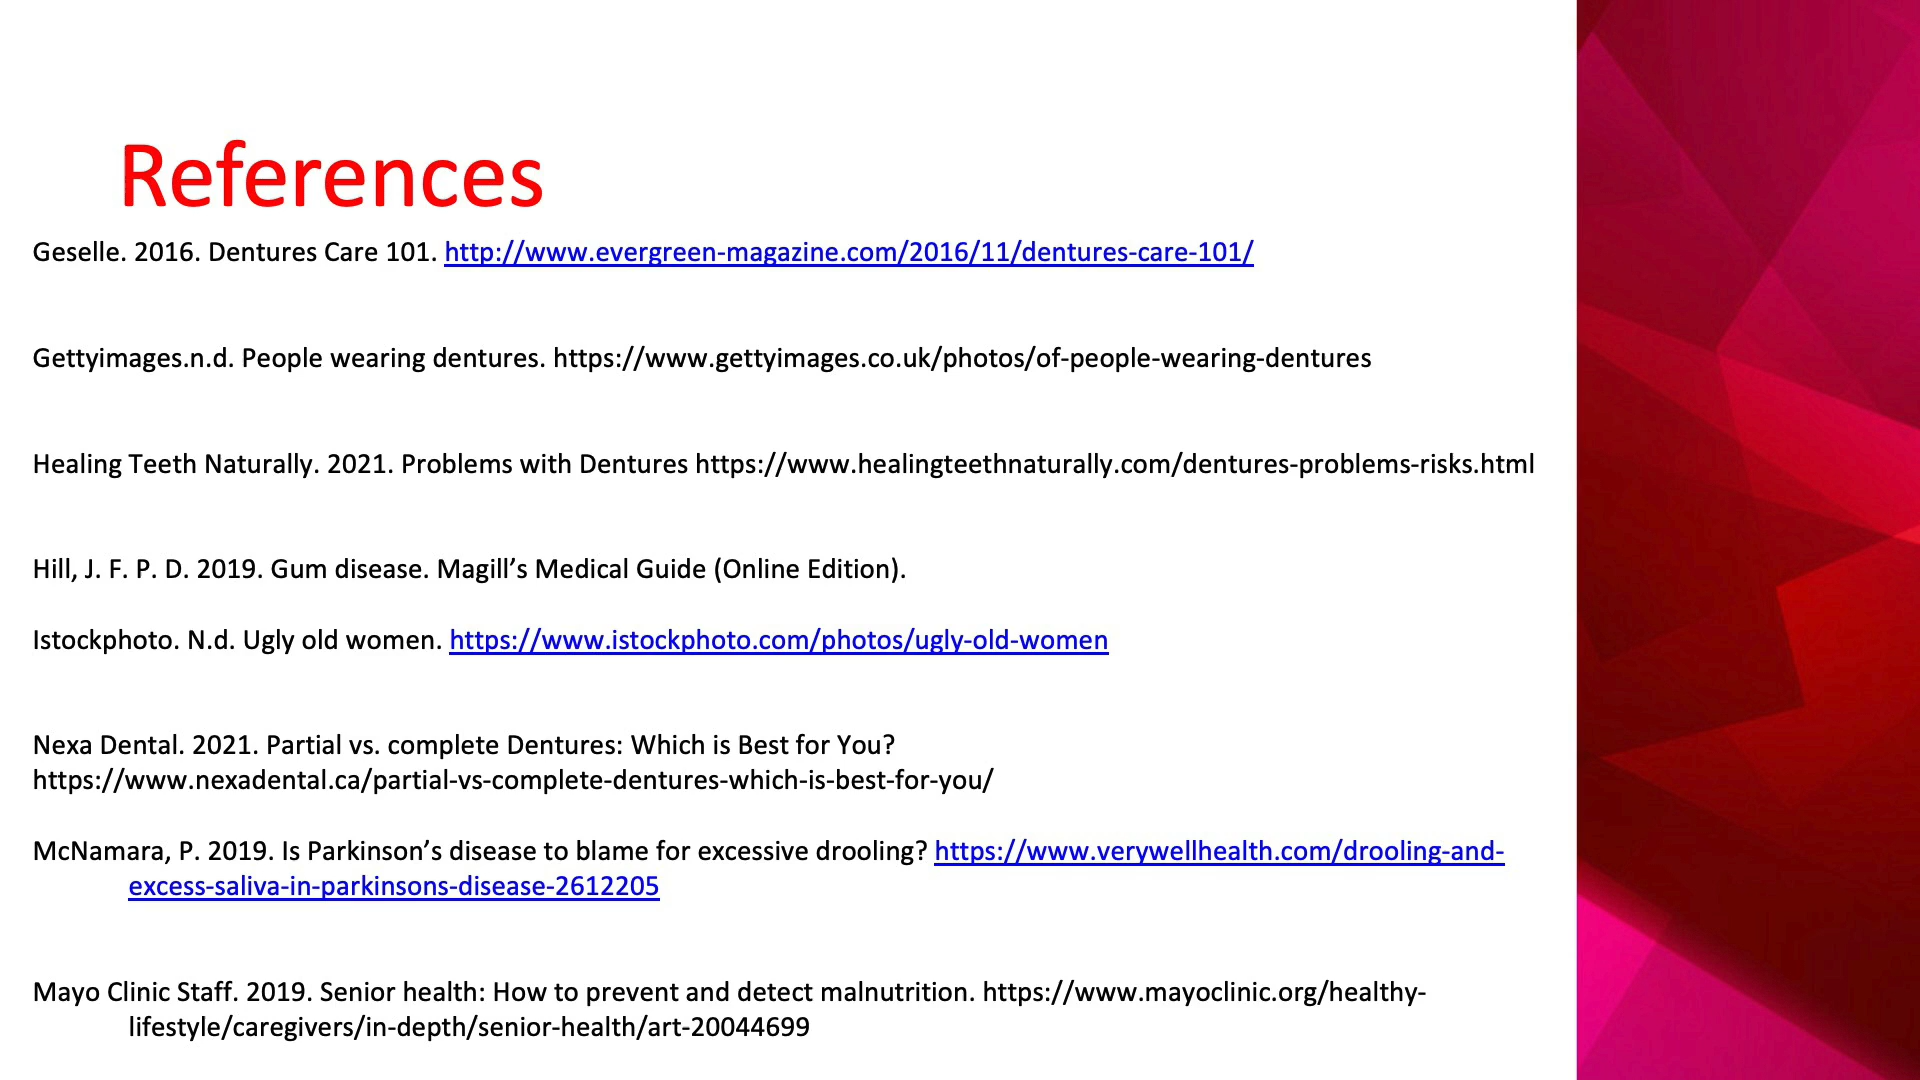 References
Geselle. 2016. Dentures Care 101. http://www.evergreen-magazine.com/2016/11/dentures-care-101/
Gettyimages.n.d. People wearing dentures. https://www.gettyimages.co.uk/photos/of-people-wearing-dentures
Healing Teeth Naturally. 2021. Problems with Dentures https://www.healingteethnaturally.com/dentures-problems-risks.html
Hill, J. F. P. D. 2019. Gum disease. Magill’s Medical Guide (Online Edition).
Istockphoto. N.d. Ugly old women. https://www.istockphoto.com/photos/ugly-old-women
Nexa Dental. 2021. Partial vs. complete Dentures: Which is Best for You?
https://www.nexadental.ca/partial-vs-complete-dentures-which-is-best-for-you/
McNamara, P. 2019. Is Parkinson’s disease to blame for excessive drooling? https://www.verywellhealth.com/drooling-and-
excess-saliva-in-parkinsons-disease-2612205
Mayo Clinic Staff. 2019. Senior health: How to prevent and detect malnutrition. https://www.mayoclinic.org/healthy-
lifestyle/caregivers/in-depth/senior-health/art-20044699